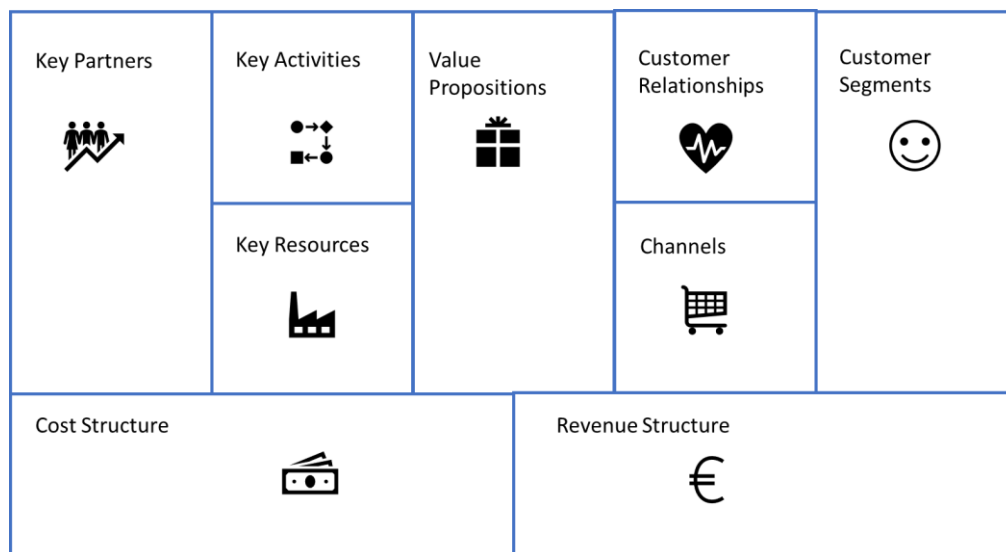 Key Partners
Key Activities
Value
Propositions
Customer
Relationships
Customer
Segments
Key Resources
Channels
Cost Structure
Revenue Structure
€